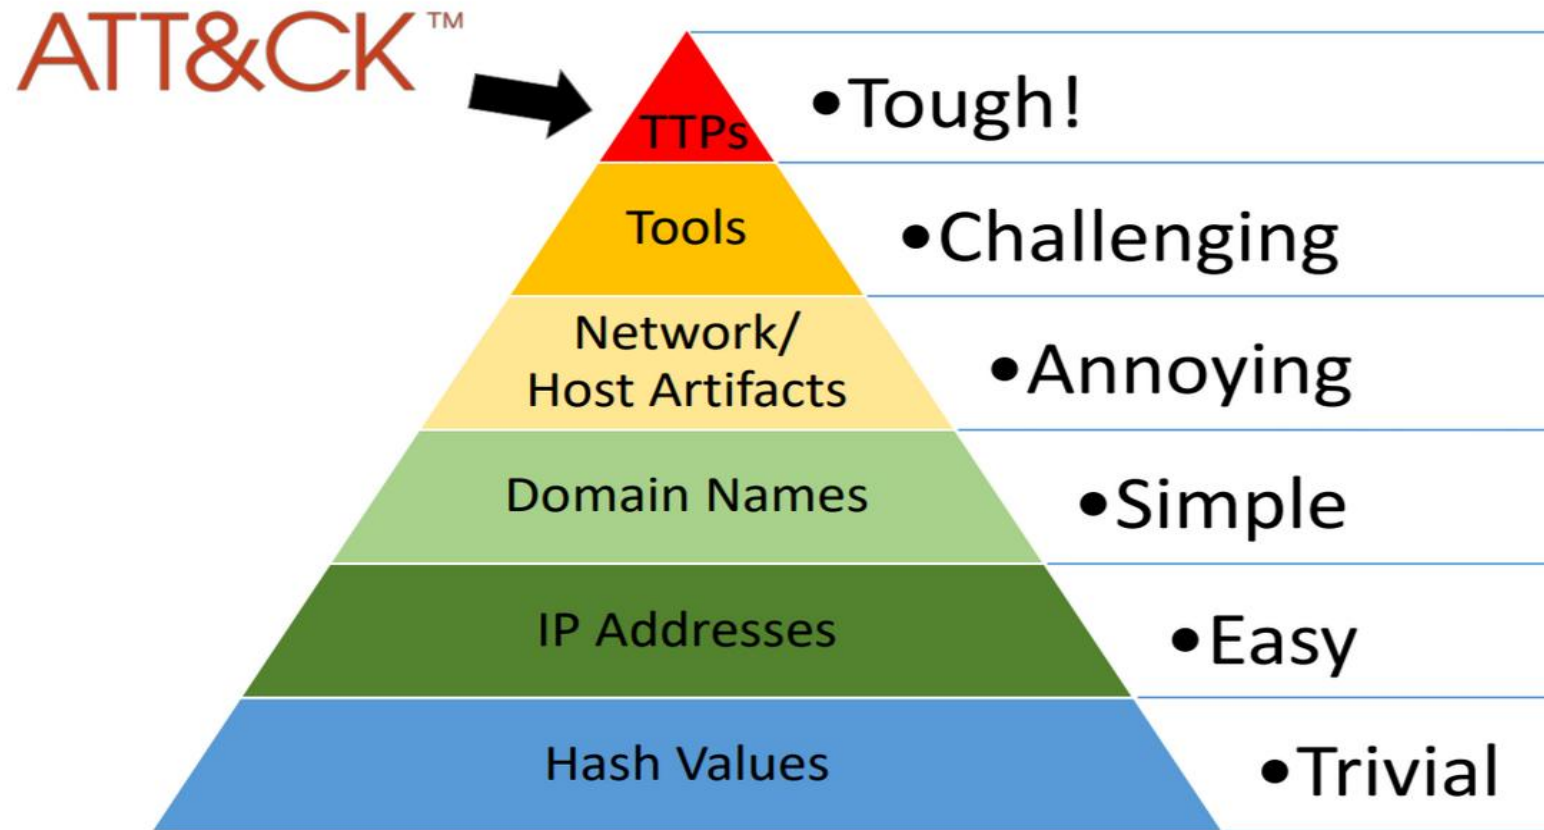 ATT&CK™
TTPs
•Tough!
Tools
•Challenging
Network/
Host Artifacts
•Annoying
Domain Names
•Simple
IP Addresses
•Easy
Hash Values
•Trivial